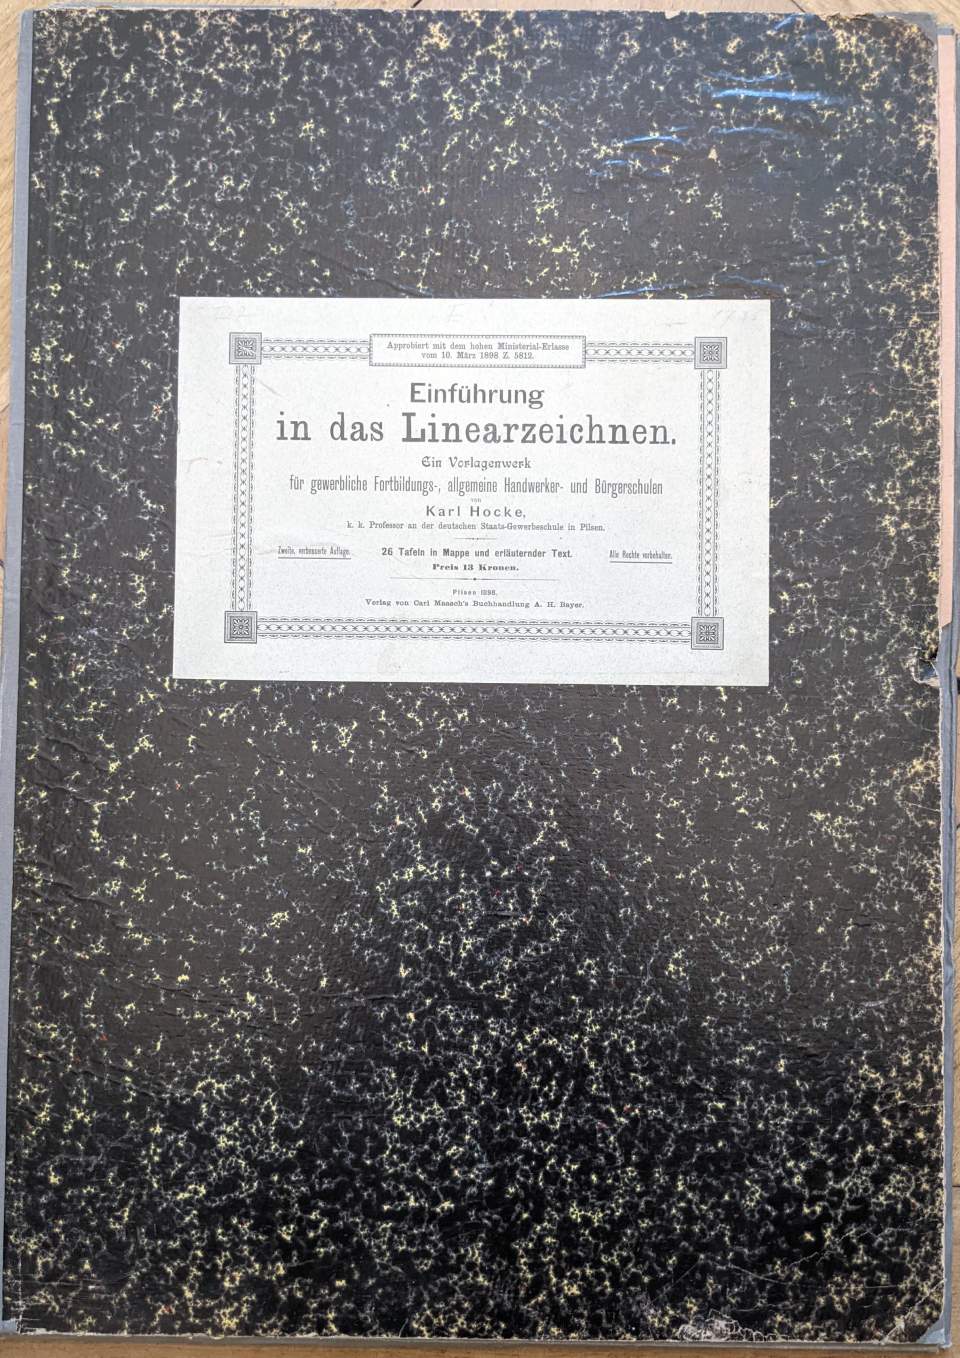 Approbiert mit dem hohen Ministerial-Erlasse
vom 10. März 1898 Z. 5812.
Einführung
in das Linearzeichnen.
Ein Vorlagenwerk
für gewerbliche Fortbildungs-, allgemeine Handwerker- und Bürgerschulen
von
Karl Hocke,
k. k. Professor an der deutschen Staats-Gewerbeschule in Pilsen.
Zweite, verbesserte Auflage.
26 Tafeln in Mappe und erläuternder Text.
Alle Rechte vorbehalten.
Preis 13 Kronen.
Pilsen 1898.
Verlag von Carl Maasch's Buchhandlung A. H. Bayer.